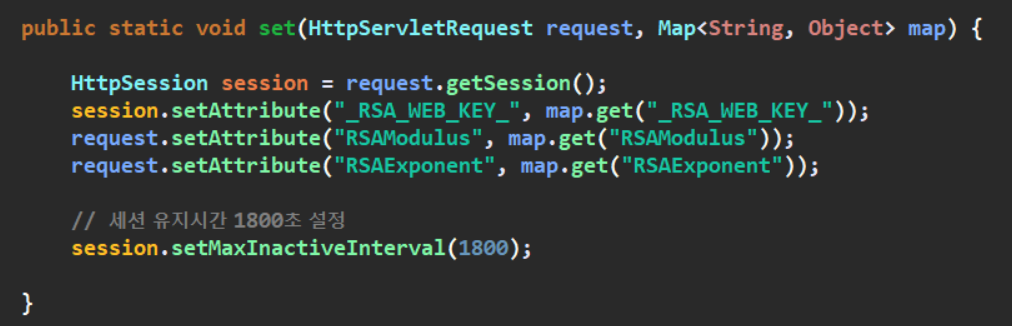 public static void set(HttpServletRequest request, Map<String, Object> map) {
HttpSession session = request.getSession();
session.setAttribute("_RSA_WEB_KEY_", map.get("_RSA_WEB_KEY_"));
request.setAttribute("RSAModulus", map.get("RSAModulus"));
request.setAttribute("RSAExponent", map.get("RSAExponent"));
// 세션 유지시간 1800초 설정
session.setMaxInactiveInterval(1800);
}